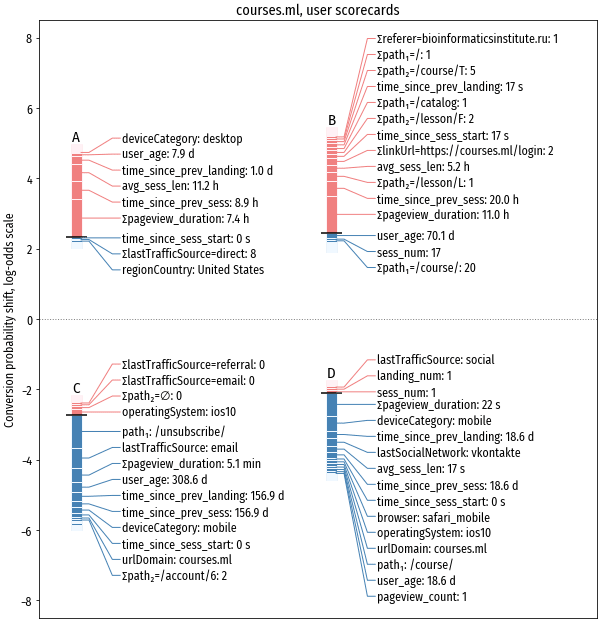 courses.ml, user scorecards
Conversion probability shift, log-odds scale
8
6
4
2
0
−2
−4
−6
−8
A
deviceCategory: desktop
user_age: 7.9 d
time_since_prev_landing: 1.0 d
avg_sess_len: 11.2 h
time_since_prev_sess: 8.9 h
Σpageview_duration: 7.4 h
time_since_sess_start: 0 s
ΣlastTrafficSource=direct: 8
regionCountry: United States
B
Σreferer=bioinformaticsinstitute.ru: 1
Σpath₁=/: 1
Σpath₂=/course/T: 5
time_since_prev_landing: 17 s
Σpath₁=/catalog: 1
Σpath₂=/lesson/F: 2
time_since_sess_start: 17 s
ΣlinkUrl=https://courses.ml/login: 2
avg_sess_len: 5.2 h
Σpath₂=/lesson/L: 1
time_since_prev_sess: 20.0 h
Σpageview_duration: 11.0 h
user_age: 70.1 d
sess_num: 17
Σpath₁=/course/: 20
C
ΣlastTrafficSource=referral: 0
ΣlastTrafficSource=email: 0
Σpath₂=∅: 0
operatingSystem: ios10
path₁: /unsubscribe/
lastTrafficSource: email
Σpageview_duration: 5.1 min
user_age: 308.6 d
time_since_prev_landing: 156.9 d
time_since_prev_sess: 156.9 d
deviceCategory: mobile
time_since_sess_start: 0 s
urlDomain: courses.ml
Σpath₂=/account/6: 2
D
lastTrafficSource: social
landing_num: 1
sess_num: 1
Σpageview_duration: 22 s
deviceCategory: mobile
time_since_prev_landing: 18.6 d
lastSocialNetwork: vkontakte
avg_sess_len: 17 s
time_since_prev_sess: 18.6 d
time_since_sess_start: 0 s
browser: safari_mobile
operatingSystem: ios10
urlDomain: courses.ml
path₁: /course/
user_age: 18.6 d
pageview_count: 1